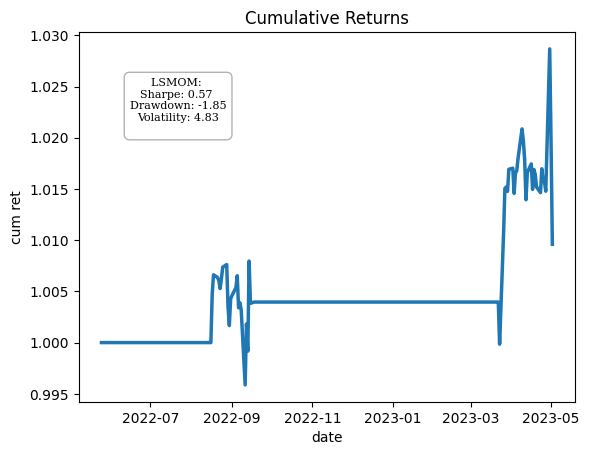 Cumulative Returns
1.030
1.025
1.020
1.015
1.010
1.005
1.000
0.995
cum ret
LSMOM:
Sharpe: 0.57
Drawdown: -1.85
Volatility: 4.83
2022-07
2022-09
2022-11
2023-01
2023-03
2023-05
date